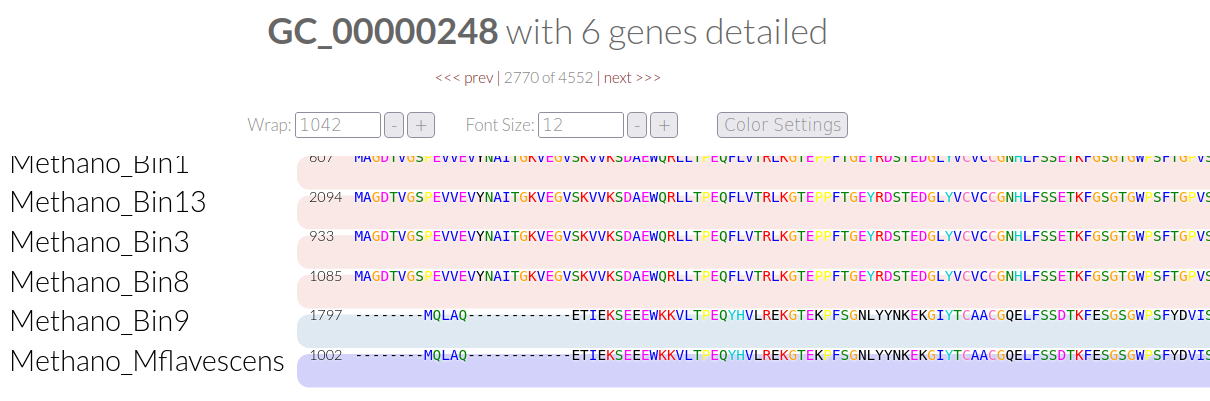 GC_00000248 with 6 genes detailed
<<< prev | 2770 of 4552 | next >>>
Wrap: 1042 - + Font Size: 12 - + Color Settings
Methano_Bin1 607 MAGDTVGSPEVVEVYNAITGKVEGVSKVVKSDAEWQRLLTPEQFLVTRLKGTEPPFTGEYRDSTEDGLYVCVCCGNHLFSSETKFGSGTGWPSFTGPVS
Methano_Bin13 2094 MAGDTVGSPEVVEVYNAITGKVEGVSKVVKSDAEWQRLLTPEQFLVTRLKGTEPPFTGEYRDSTEDGLYVCVCCGNHLFSSETKFGSGTGWPSFTGPVS
Methano_Bin3 933 MAGDTVGSPEVVEVYNAITGKVEGVSKVVKSDAEWQRLLTPEQFLVTRLKGTEPPFTGEYRDSTEDGLYVCVCCGNHLFSSETKFGSGTGWPSFTGPVS
Methano_Bin8 1085 MAGDTVGSPEVVEVYNAITGKVEGVSKVVKSDAEWQRLLTPEQFLVTRLKGTEPPFTGEYRDSTEDGLYVCVCCGNHLFSSETKFGSGTGWPSFTGPVS
Methano_Bin9 1797 --------MQLAQ------------ETIEKSEEEWKKVLTPEQYHVLREKGTEKPFSGNLYYNKEKGIYTCAACGQELFSSDTKFESGSGWPSFYDVIS
Methano_Mflavescens 1002 --------MQLAQ------------ETIEKSEEEWKKVLTPEQYHVLREKGTEKPFSGNLYYNKEKGIYTCAACGQELFSSDTKFESGSGWPSFYDVIS